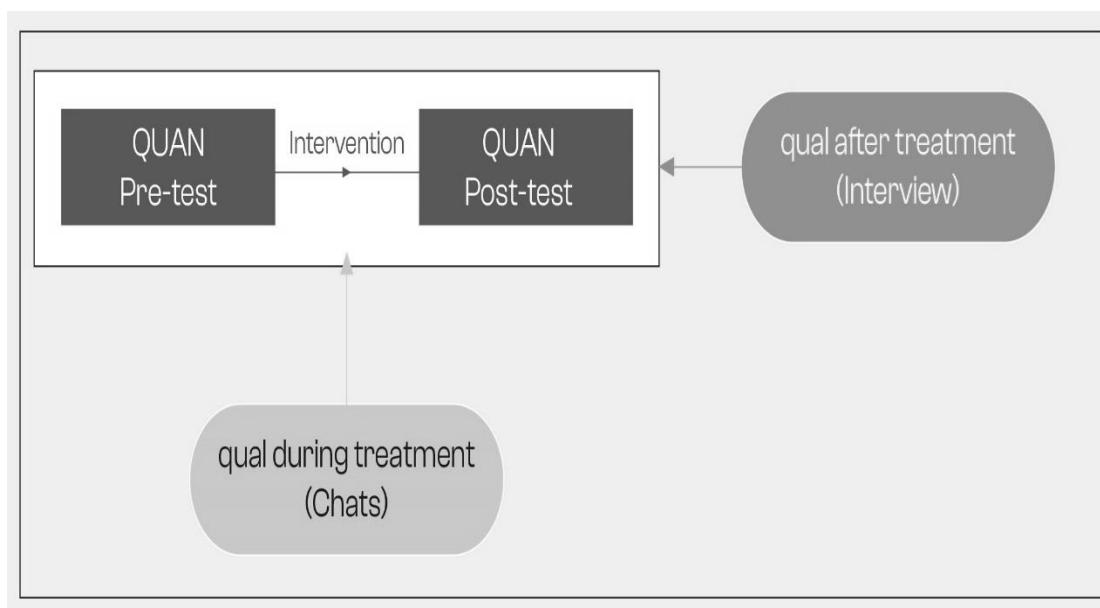 QUAN
Pre-test
Intervention
QUAN
Post-test
qual after treatment
(Interview)
qual during treatment
(Chats)